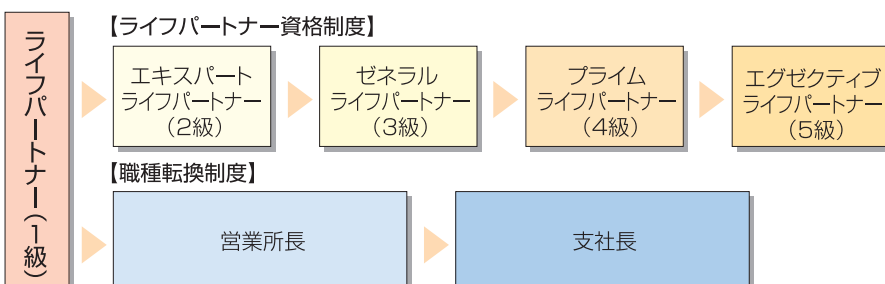 ライフパートナー(1級)
【ライフパートナー資格制度】
エキスパート
ライフパートナー
(2級)
ゼネラル
ライフパートナー
(3級)
プライム
ライフパートナー
(4級)
エグゼクティブ
ライフパートナー
(5級)
【職種転換制度】
営業所長
支社長